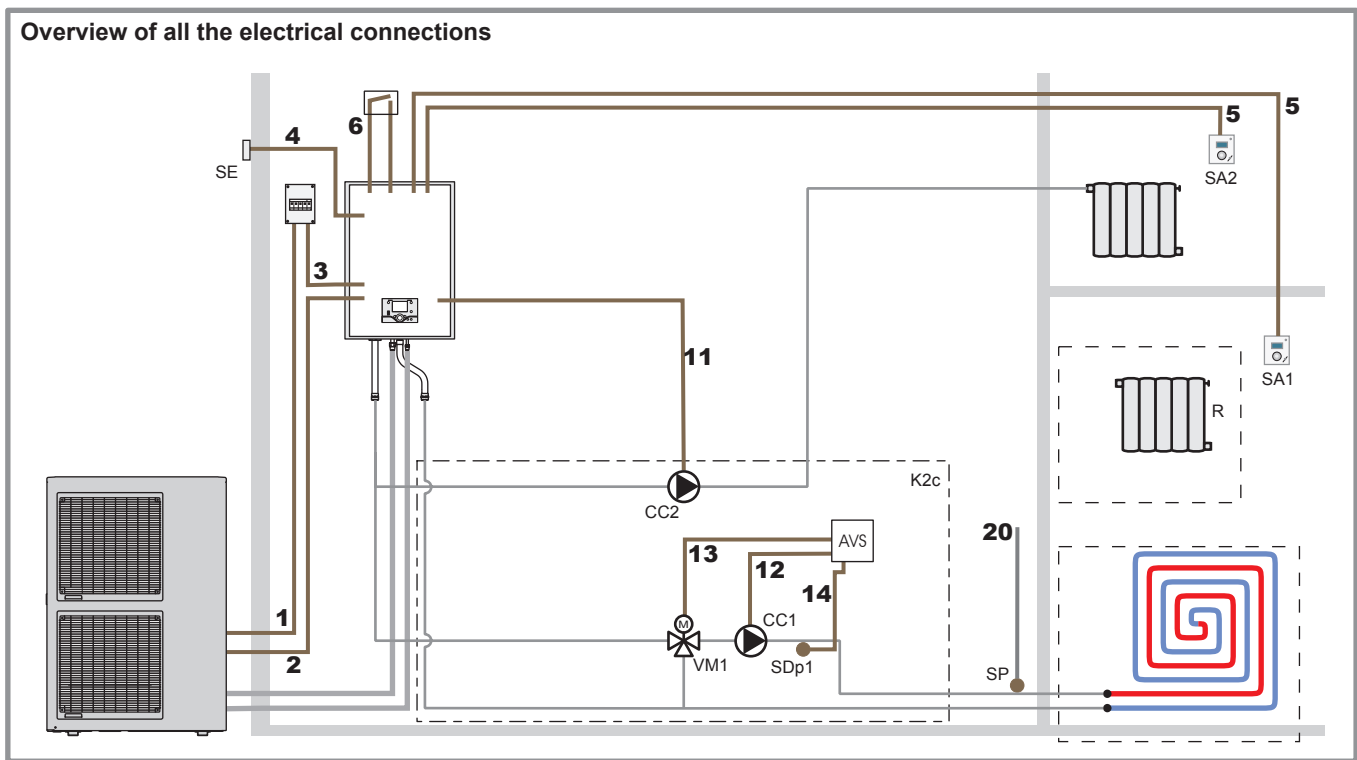 Overview of all the electrical connections
4
6
5
5
SE
SA2
3
11
SA1
R
K2c
CC2
13
AVS
12
20
14
1
CC1
2
M
VM1
SDp1
SP